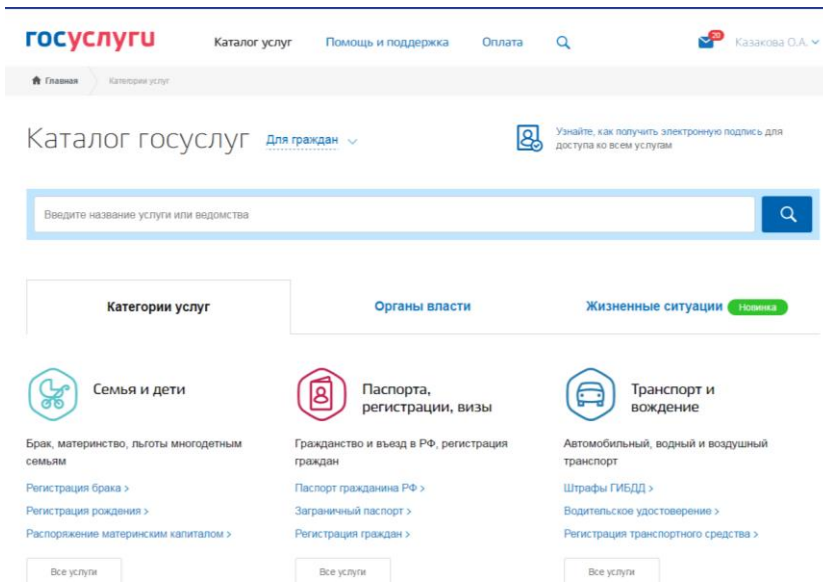 госуслуги Каталог услуг Помощь и поддержка Оплата 20 Казакова О.А.
Главная Категории услуг
Каталог госуслуг Для граждан
Узнайте, как получить электронную подпись для
доступа ко всем услугам
Введите название услуги или ведомства
Категории услуг Органы власти Жизненные ситуации Новинка
Семья и дети
Брак, материнство, льготы многодетным
семьям
Регистрация брака >
Регистрация рождения >
Распоряжение материнским капиталом >
Все услуги
Паспорта,
регистрации, визы
Гражданство и въезд в РФ, регистрация
граждан
Паспорт гражданина РФ >
Заграничный паспорт >
Регистрация граждан >
Все услуги
Транспорт и
вождение
Автомобильный, водный и воздушный
транспорт
Штрафы ГИБДД >
Водительское удостоверение >
Регистрация транспортного средства >
Все услуги